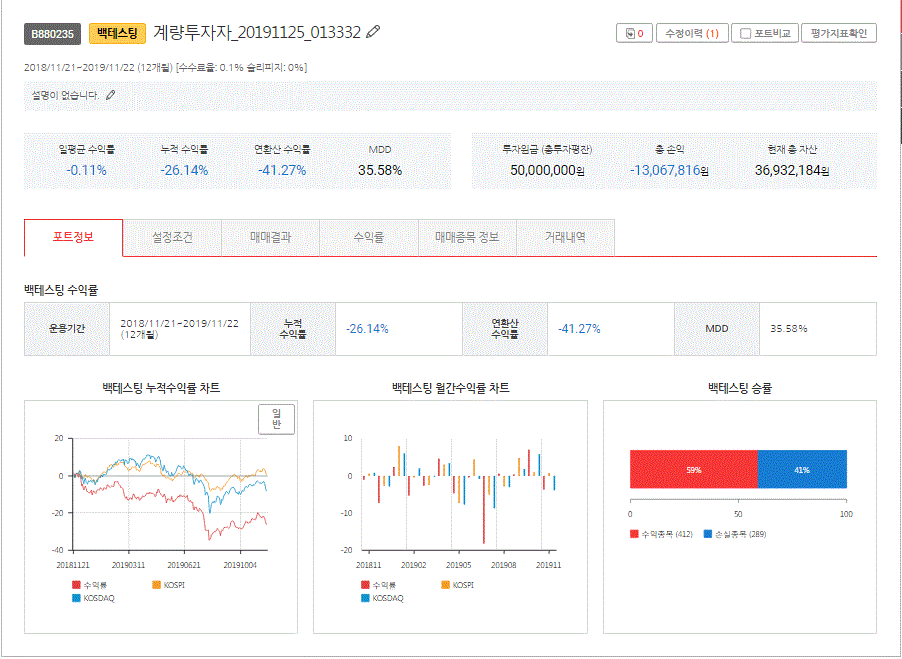 B880235 백테스팅 계량투자자_20191125_013332
0 수정이력 (1) 포트비교 평가지표확인
2018/11/21~2019/11/22 (12개월) [수수료율: 0.1% 슬리피지: 0%]
설명이 없습니다.
일평균 수익률 누적 수익률 연환산 수익률 MDD
-0.11% -26.14% -41.27% 35.58%
투자원금 (총투자평잔) 총 손익 현재 총 자산
50,000,000원 -13,067,816원 36,932,184원
포트정보 설정조건 매매결과 수익률 매매종목 정보 거래내역
백테스팅 수익률
운용기간 2018/11/21~2019/11/22 (12개월) 누적 수익률 -26.14% 연환산 수익률 -41.27% MDD 35.58%
백테스팅 누적수익률 차트
일반
20
0
-20
-40
20181121 20190311 20190621 20191004
수익률 KOSPI
KOSDAQ
백테스팅 월간수익률 차트
10
0
-10
-20
201811 201902 201905 201908 201911
수익률 KOSPI
KOSDAQ
백테스팅 승률
59% 41%
0 50 100
수익종목 (412) 손실종목 (289)